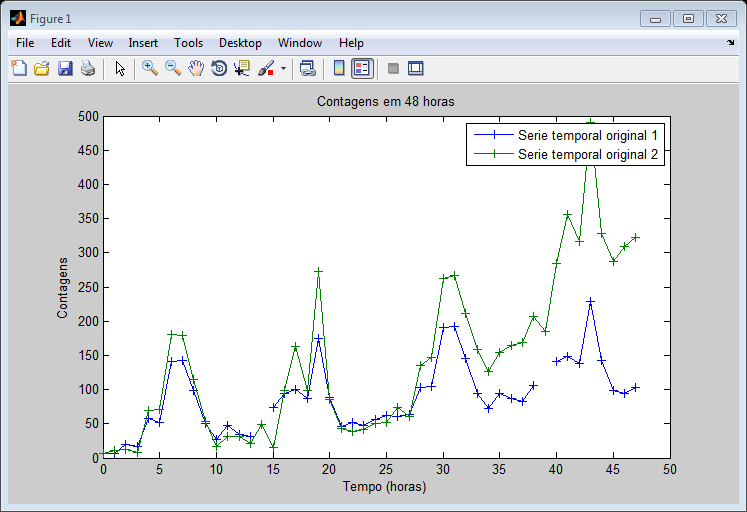 Figure 1
File Edit View Insert Tools Desktop Window Help
Contagens em 48 horas
Serie temporal original 1
Serie temporal original 2
500
450
400
350
300
250
200
150
100
50
0
Contagens
0 5 10 15 20 25 30 35 40 45 50
Tempo (horas)